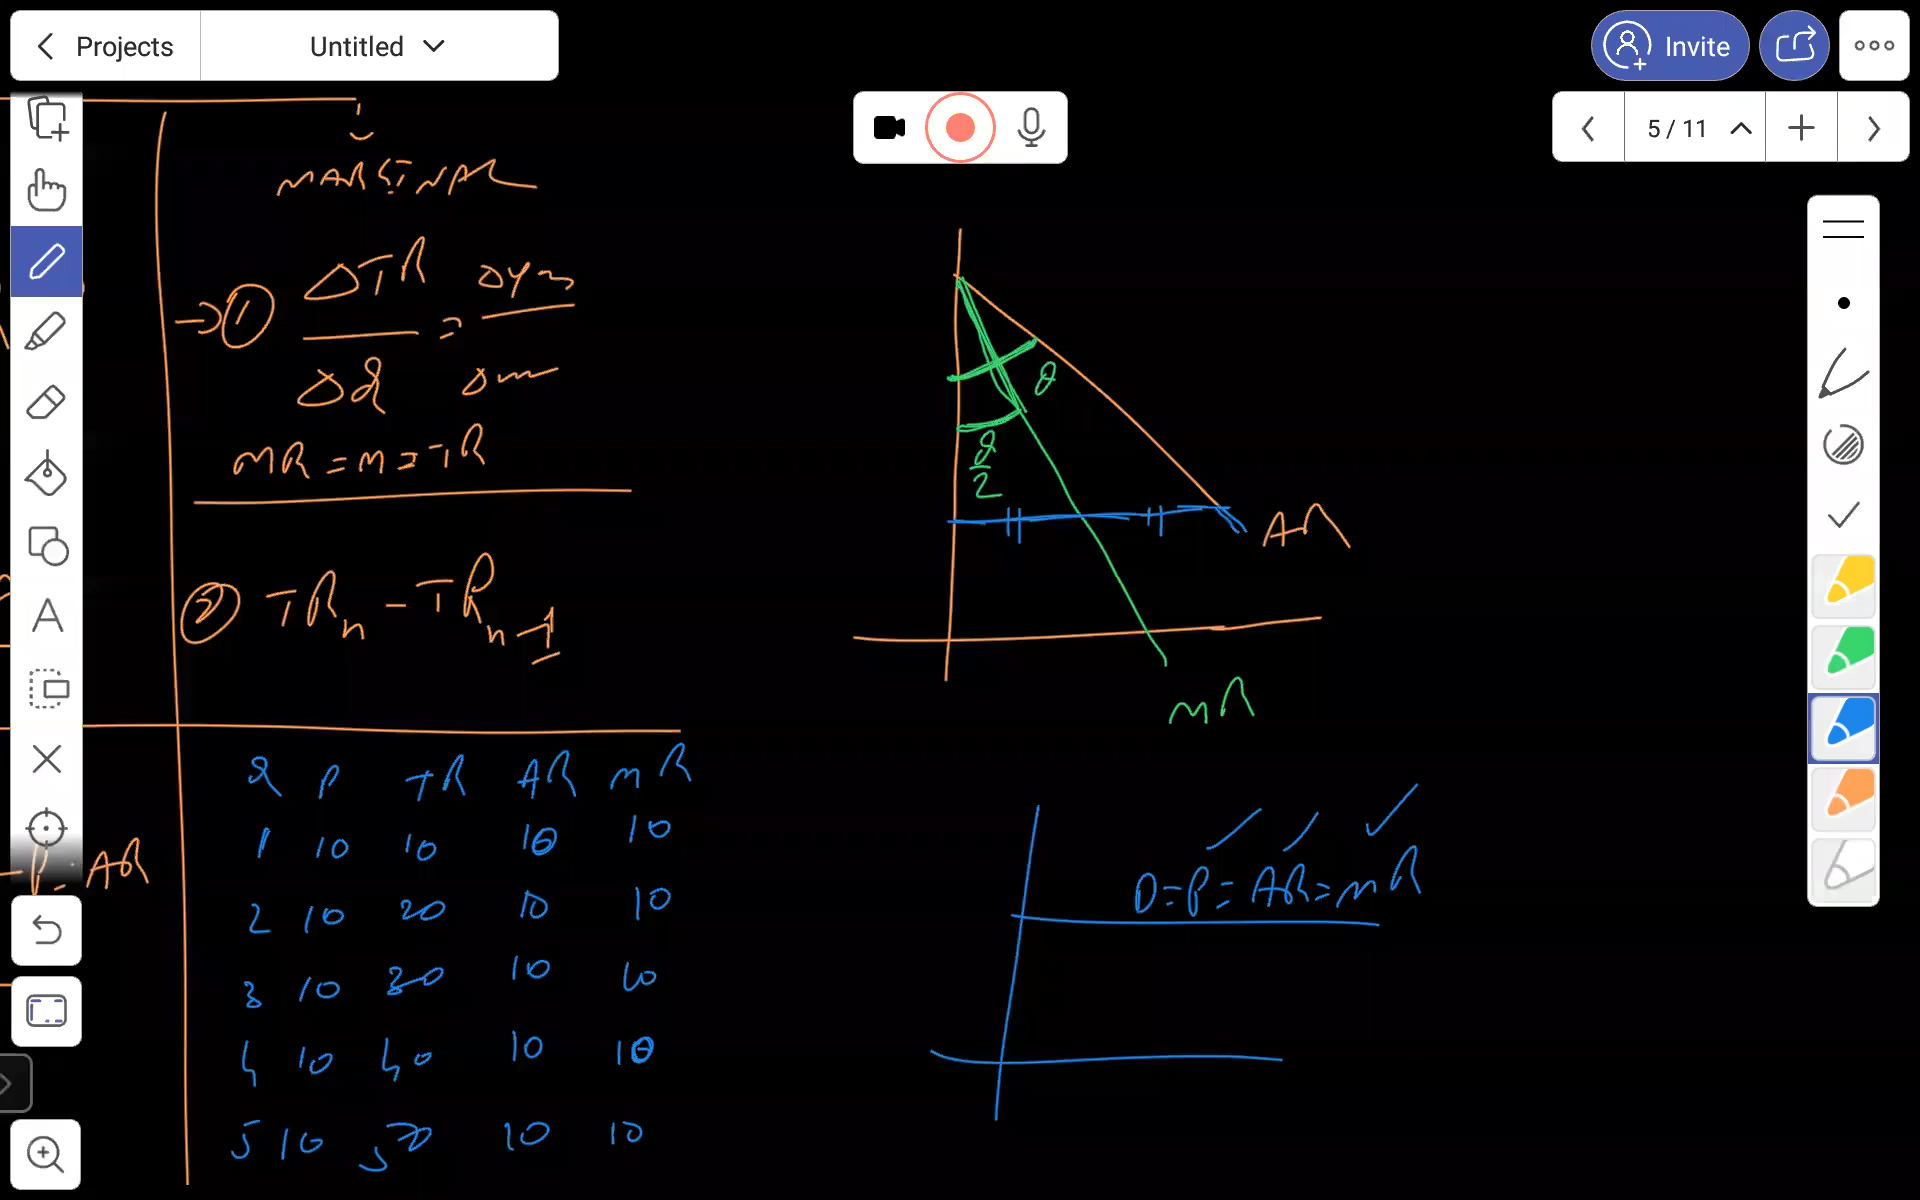 Projects
Untitled
Invite
5 / 11
MARGINAL
→ ① ΔTR = Δy
ΔQ Δx
MR = m = TR
② TRn - TRn-1
P = AR
Q P TR AR MR
1 10 10 10 10
2 10 20 10 10
3 10 30 10 10
4 10 40 10 10
5 10 50 10 10
θ
θ
2
AR
MR
D = P = AR = MR
A